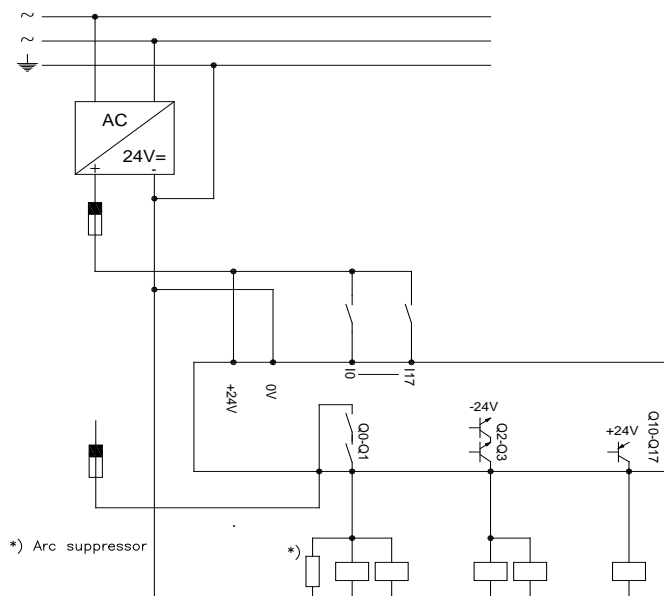 ~
~
AC
24V=
+ -
+24V
0V
I0
I17
Q0-Q1
-24V
Q2-Q3
+24V
Q10-Q17
*) Arc suppressor
*)